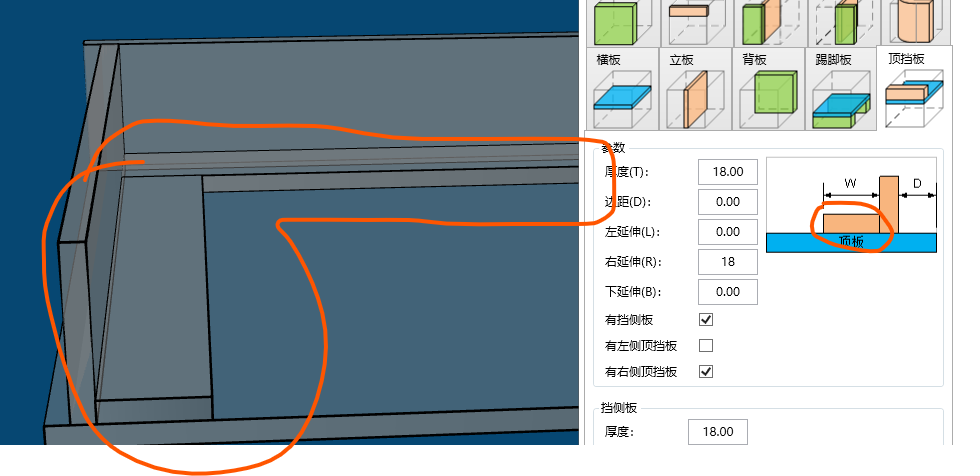 横板
立板
背板
踢脚板
顶挡板
参数
厚度(T):
18.00
边距(D):
0.00
左延伸(L):
0.00
右延伸(R):
18
下延伸(B):
0.00
有挡侧板
有左侧顶挡板
有右侧顶挡板
W
D
顶板
挡侧板
厚度:
18.00